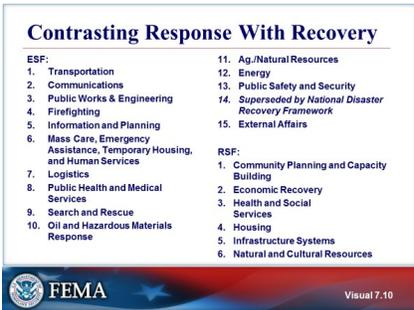 Contrasting Response With Recovery
ESF:
1. Transportation
2. Communications
3. Public Works & Engineering
4. Firefighting
5. Information and Planning
6. Mass Care, Emergency
Assistance, Temporary Housing,
and Human Services
7. Logistics
8. Public Health and Medical
Services
9. Search and Rescue
10. Oil and Hazardous Materials
Response
11. Ag./Natural Resources
12. Energy
13. Public Safety and Security
14. Superseded by National Disaster
Recovery Framework
15. External Affairs
RSF:
1. Community Planning and Capacity
Building
2. Economic Recovery
3. Health and Social
Services
4. Housing
5. Infrastructure Systems
6. Natural and Cultural Resources
FEMA
Visual 7.10